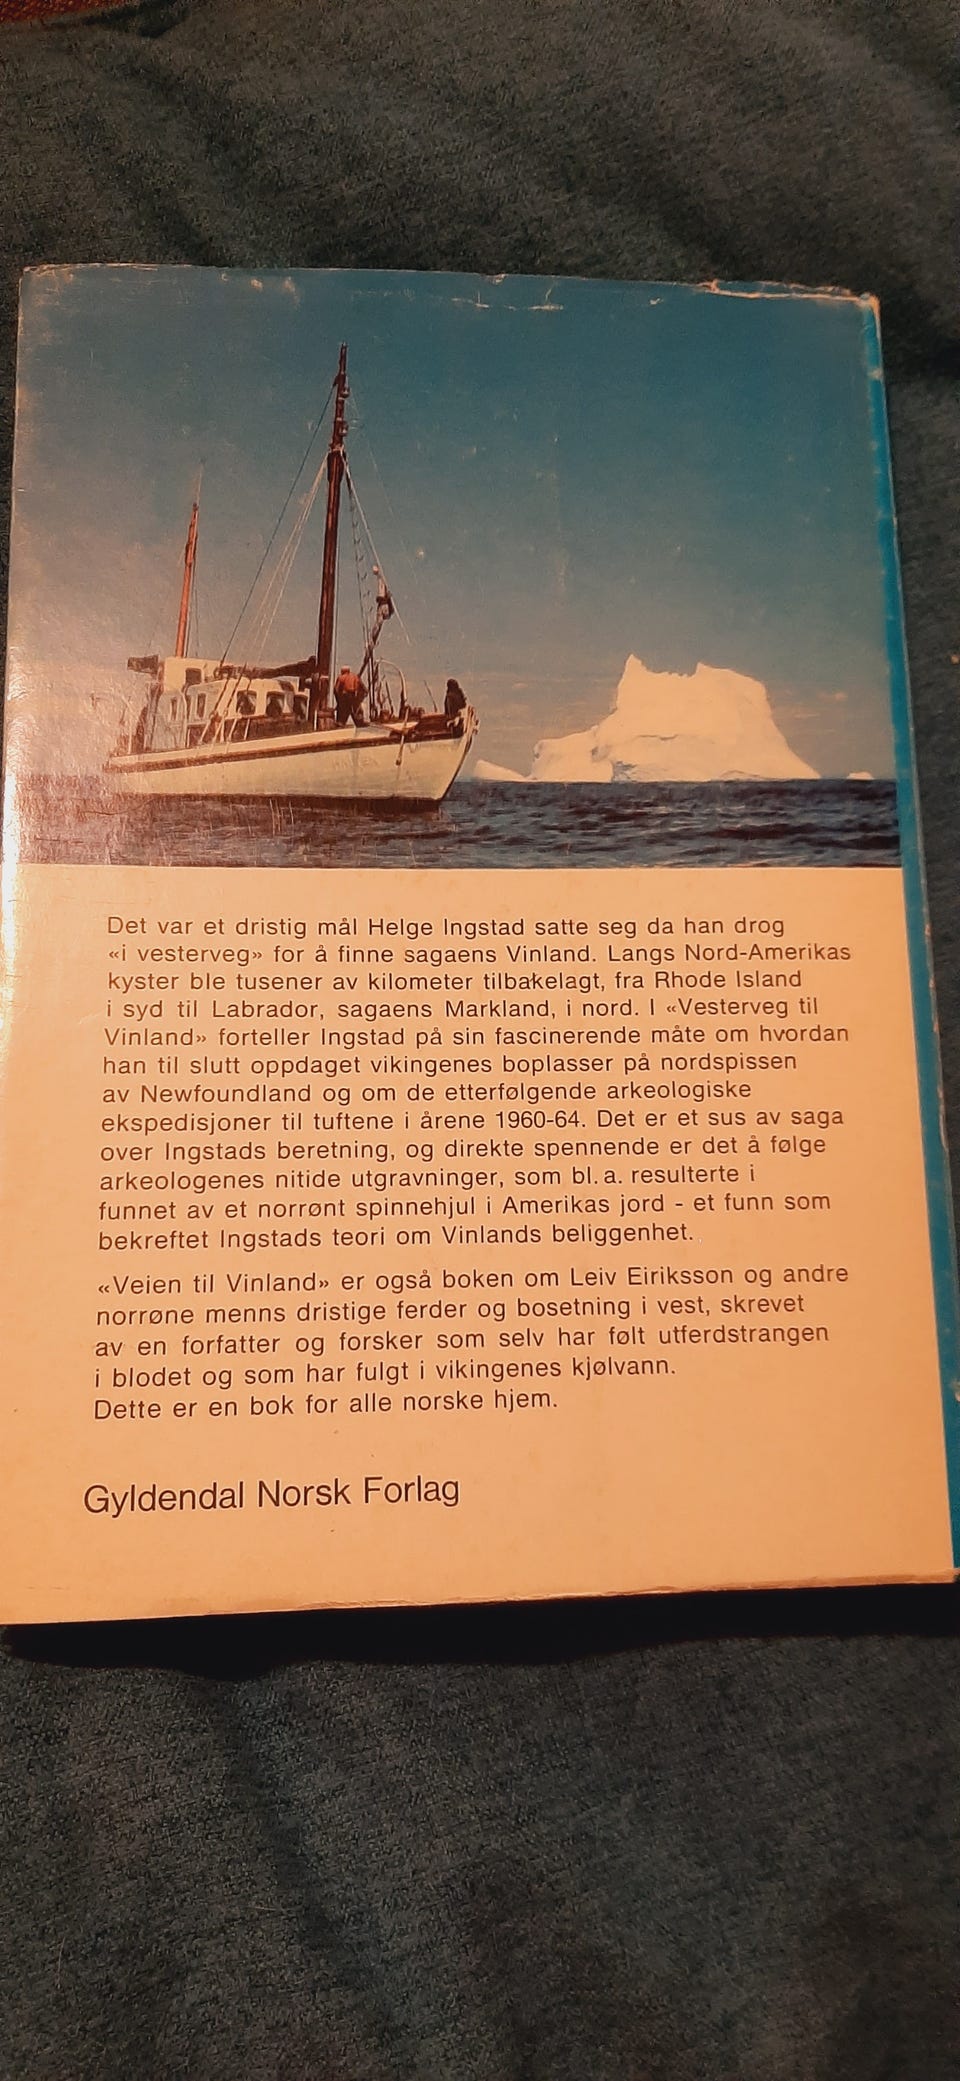 Det var et dristig mål Helge Ingstad satte seg da han drog
«i vesterveg» for å finne sagaens Vinland. Langs Nord-Amerikas
kyster ble tusener av kilometer tilbakelagt, fra Rhode Island
i syd til Labrador, sagaens Markland, i nord. I «Vesterveg til
Vinland» forteller Ingstad på sin fascinerende måte om hvordan
han til slutt oppdaget vikingenes boplasser på nordspissen
av Newfoundland og om de etterfølgende arkeologiske
ekspedisjoner til tuftene i årene 1960-64. Det er et sus av saga
over Ingstads beretning, og direkte spennende er det å følge
arkeologenes nitide utgravninger, som bl. a. resulterte i
funnet av et norrønt spinnehjul i Amerikas jord - et funn som
bekreftet Ingstads teori om Vinlands beliggenhet.
«Veien til Vinland» er også boken om Leiv Eiriksson og andre
norrøne menns dristige ferder og bosetning i vest, skrevet
av en forfatter og forsker som selv har følt utferdstrangen
i blodet og som har fulgt i vikingenes kjølvann.
Dette er en bok for alle norske hjem.
Gyldendal Norsk Forlag